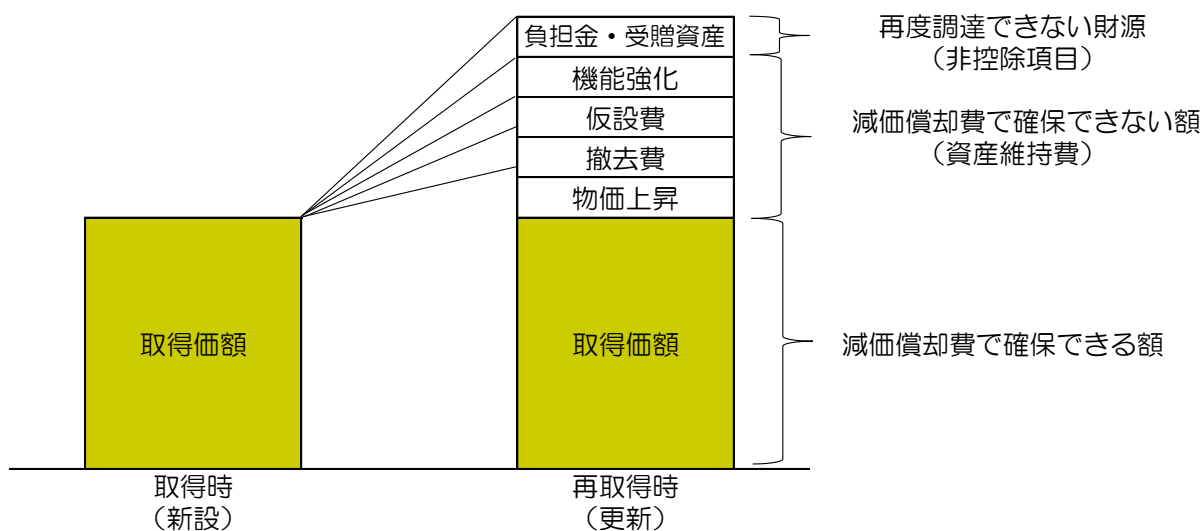 負担金・受贈資産
機能強化
仮設費
撤去費
物価上昇
取得価額
取得価額
再度調達できない財源
（非控除項目）
減価償却費で確保できない額
（資産維持費）
減価償却費で確保できる額
取得時
（新設）
再取得時
（更新）